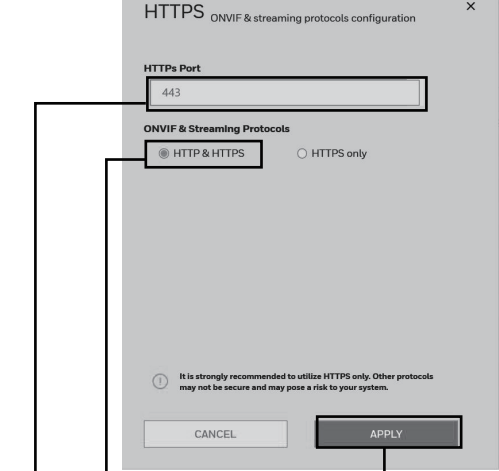 HTTPS ONVIF & streaming protocols configuration
HTTPs Port
443
ONVIF & Streaming Protocols
HTTP & HTTPS HTTPS only
It is strongly recommended to utilize HTTPS only. Other protocols
may not be secure and may pose a risk to your system.
CANCEL APPLY